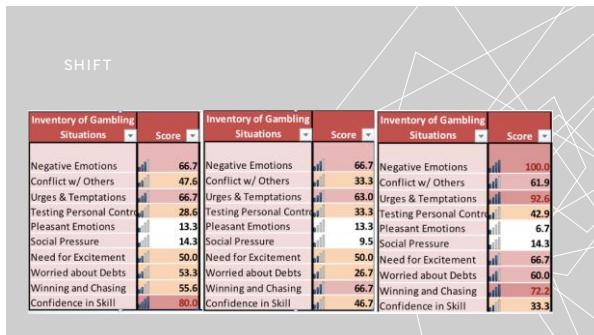 SHIFT
Inventory of Gambling
Situations Score
Negative Emotions 66.7
Conflict w/ Others 47.6
Urges & Temptations 66.7
Testing Personal Contro 28.6
Pleasant Emotions 13.3
Social Pressure 14.3
Need for Excitement 50.0
Worried about Debts 53.3
Winning and Chasing 55.6
Confidence in Skill 80.0
Inventory of Gambling
Situations Score
Negative Emotions 66.7
Conflict w/ Others 33.3
Urges & Temptations 63.0
Testing Personal Contro 33.3
Pleasant Emotions 13.3
Social Pressure 9.5
Need for Excitement 50.0
Worried about Debts 26.7
Winning and Chasing 66.7
Confidence in Skill 46.7
Inventory of Gambling
Situations Score
Negative Emotions 100.0
Conflict w/ Others 61.9
Urges & Temptations 92.6
Testing Personal Contro 42.9
Pleasant Emotions 6.7
Social Pressure 14.3
Need for Excitement 66.7
Worried about Debts 60.0
Winning and Chasing 72.2
Confidence in Skill 33.3